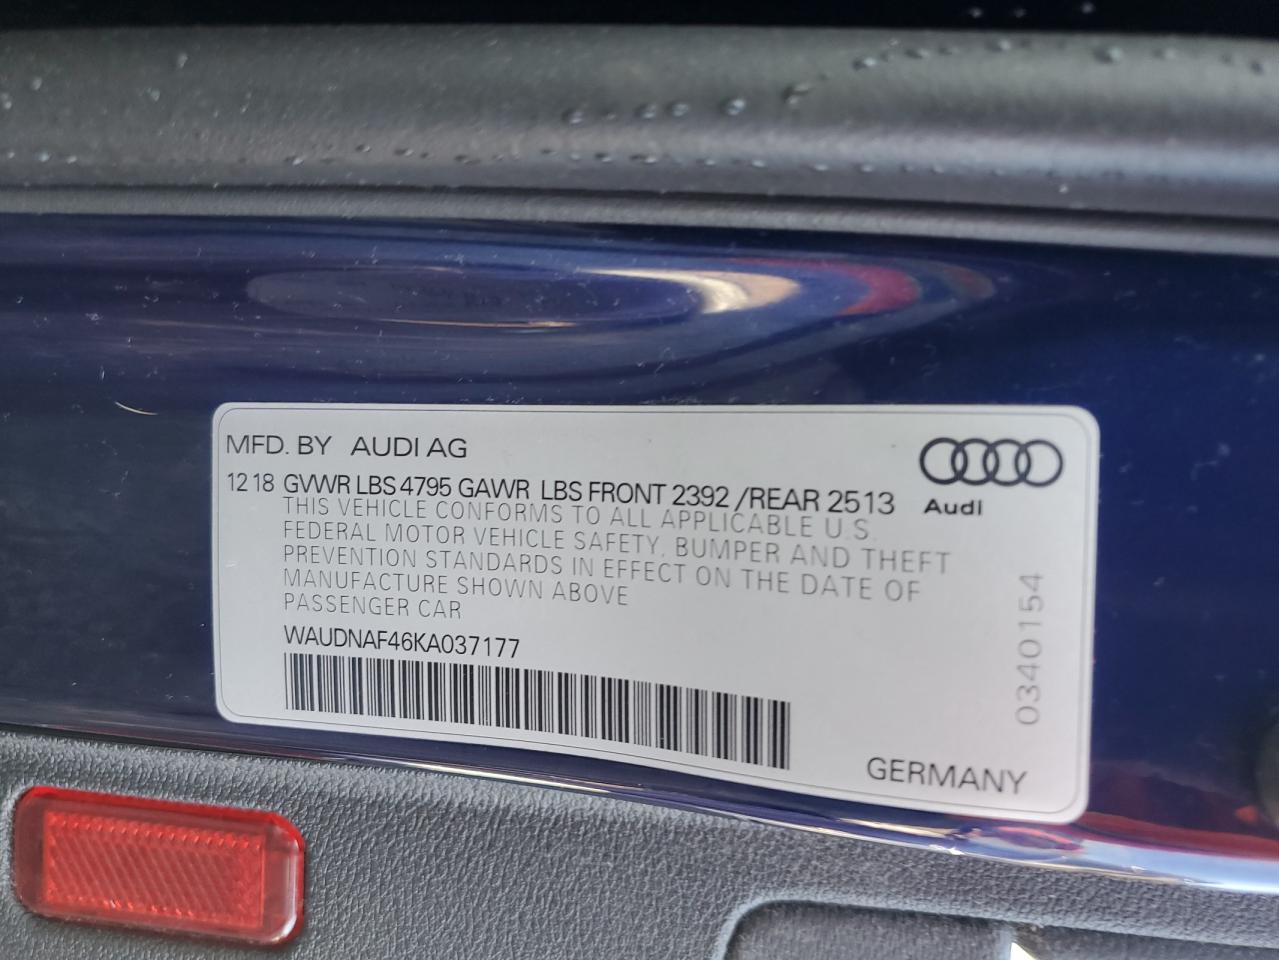 MFD. BY AUDI AG
12 18 GVWR LBS 4795 GAWR LBS FRONT 2392 /REAR 2513
Audi
THIS VEHICLE CONFORMS TO ALL APPLICABLE U.S.
FEDERAL MOTOR VEHICLE SAFETY, BUMPER AND THEFT
PREVENTION STANDARDS IN EFFECT ON THE DATE OF
MANUFACTURE SHOWN ABOVE
PASSENGER CAR
WAUDNAF46KA037177
0340154
GERMANY